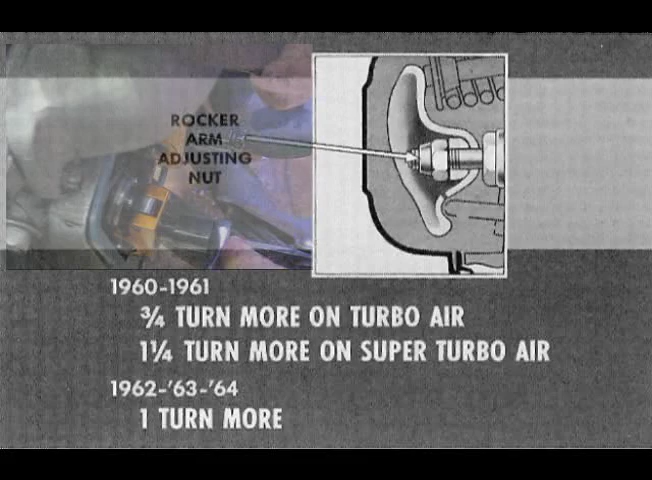 ROCKER
ARM
ADJUSTING
NUT
1960-1961
¾ TURN MORE ON TURBO AIR
1¼ TURN MORE ON SUPER TURBO AIR
1962-'63-'64
1 TURN MORE